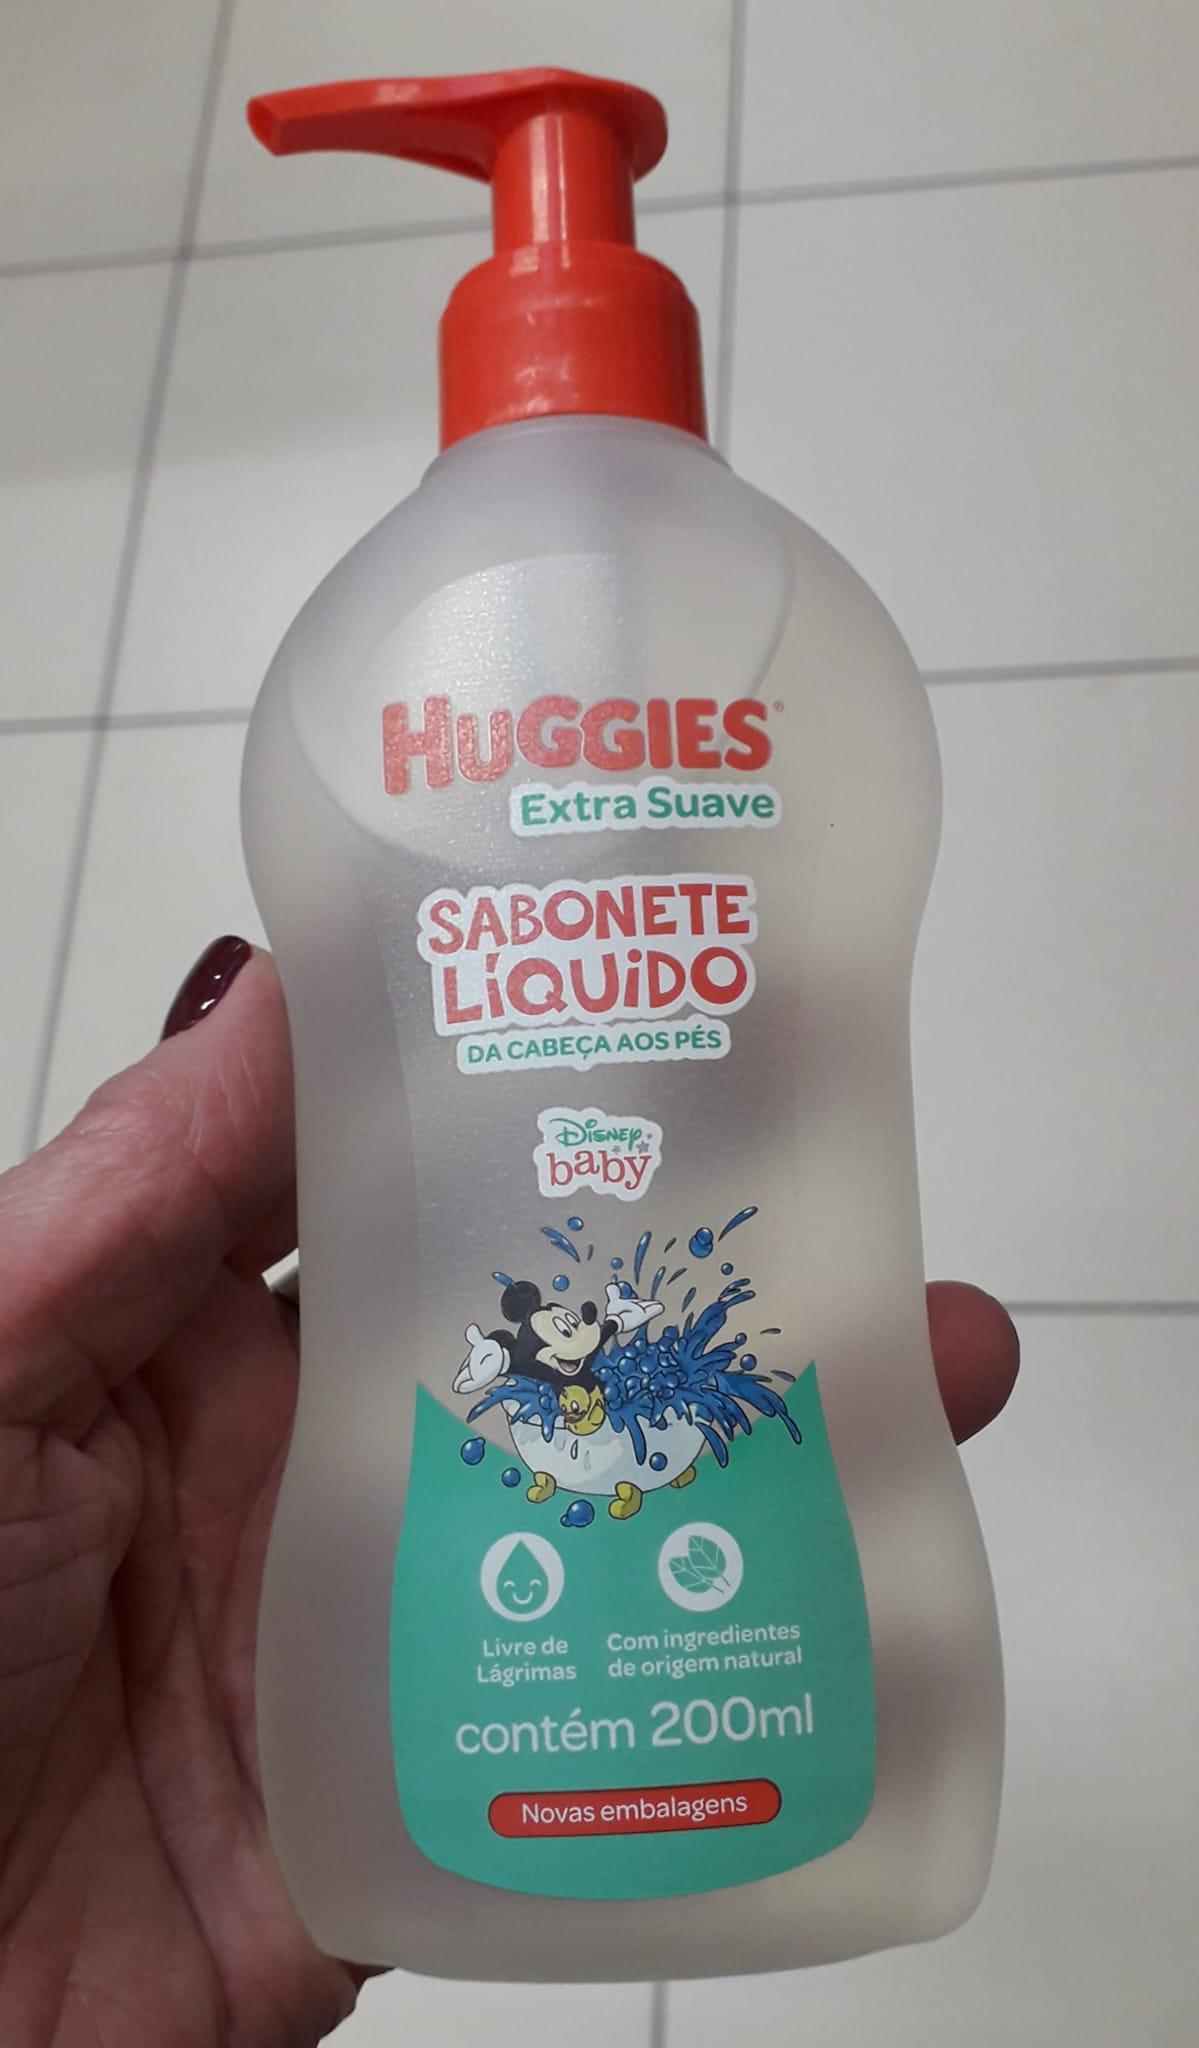 HUGGIES®
Extra Suave
SABONETE
LÍQUIDO
DA CABEÇA AOS PÉS
Disney
baby
Livre de
Lágrimas
Com ingredientes
de origem natural
contém 200ml
Novas embalagens